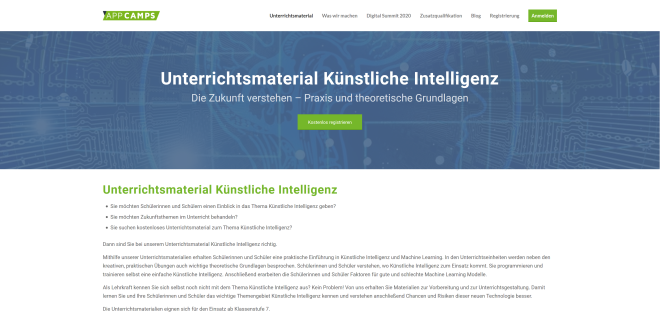 APP CAMPS
Unterrichtsmaterial Was wir machen Digital Summit 2020 Zusatzqualifikation Blog Registrierung Anmelden
Unterrichtsmaterial Künstliche Intelligenz
Die Zukunft verstehen – Praxis und theoretische Grundlagen
Kostenlos registrieren
Unterrichtsmaterial Künstliche Intelligenz
Sie möchten Schülerinnen und Schülern einen Einblick in das Thema Künstliche Intelligenz geben?
Sie möchten Zukunftsthemen im Unterricht behandeln?
Sie suchen kostenloses Unterrichtsmaterial zum Thema Künstliche Intelligenz?
Dann sind Sie bei unserem Unterrichtsmaterial Künstliche Intelligenz richtig.
Mithilfe unserer Unterrichtsmaterialien erhalten Schülerinnen und Schüler eine praktische Einführung in Künstliche Intelligenz und Machine Learning. In den Unterrichtseinheiten werden neben den
kreativen, praktischen Übungen auch wichtige theoretische Grundlagen besprochen. Schülerinnen und Schüler verstehen, wo Künstliche Intelligenz zum Einsatz kommt. Sie programmieren und
trainieren selbst eine einfache Künstliche Intelligenz. Anschließend erarbeiten die Schülerinnen und Schüler Faktoren für gute und schlechte Machine Learning Modelle.
Als Lehrkraft kennen Sie sich selbst noch nicht mit dem Thema Künstliche Intelligenz aus? Kein Problem! Von uns erhalten Sie Materialien zur Vorbereitung und zur Unterrichtsgestaltung. Damit
lernen Sie und Ihre Schülerinnen und Schüler das wichtige Themengebiet Künstliche Intelligenz kennen und verstehen anschließend Chancen und Risiken dieser neuen Technologie besser.
Die Unterrichtsmaterialien eignen sich für den Einsatz ab Klassenstufe 7.